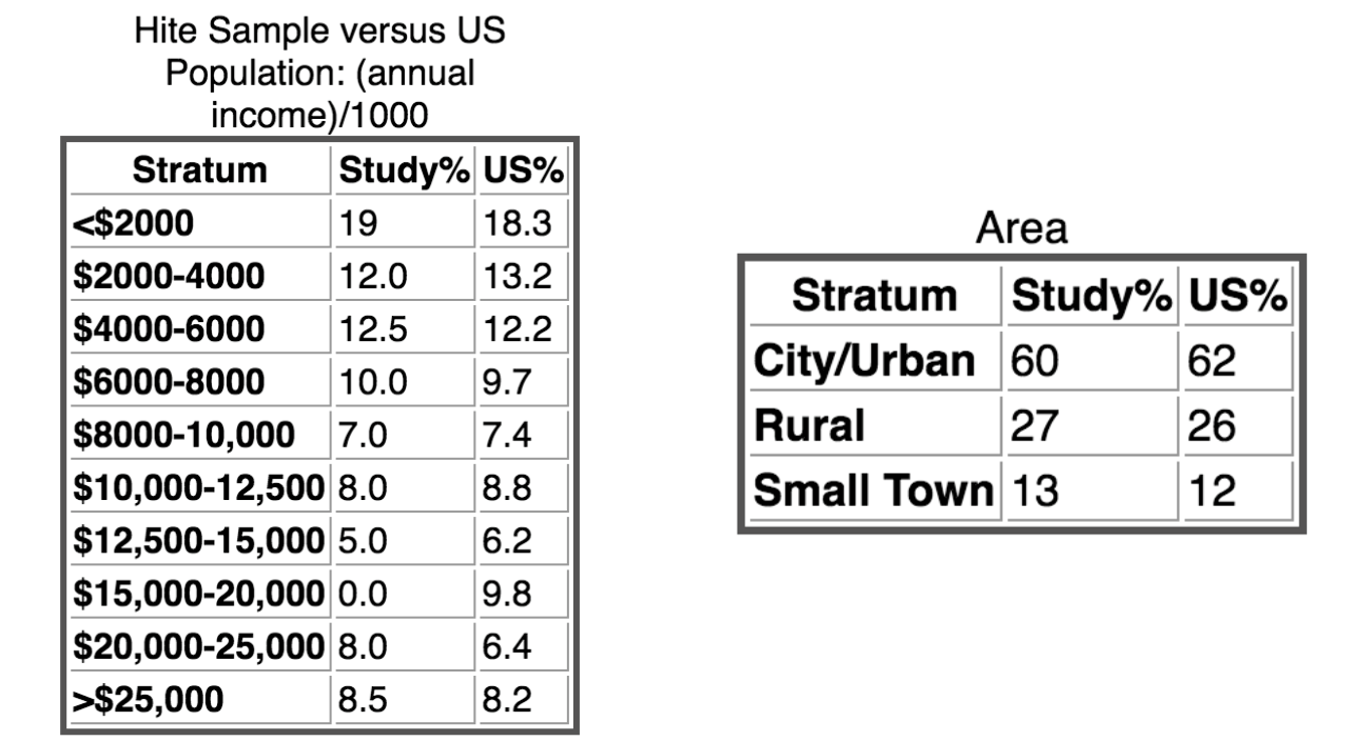 Hite Sample versus US
Population: (annual
income)/1000
Stratum Study% US%
<$2000 19 18.3
$2000-4000 12.0 13.2
$4000-6000 12.5 12.2
$6000-8000 10.0 9.7
$8000-10,000 7.0 7.4
$10,000-12,500 8.0 8.8
$12,500-15,000 5.0 6.2
$15,000-20,000 0.0 9.8
$20,000-25,000 8.0 6.4
>$25,000 8.5 8.2
Area
Stratum Study% US%
City/Urban 60 62
Rural 27 26
Small Town 13 12